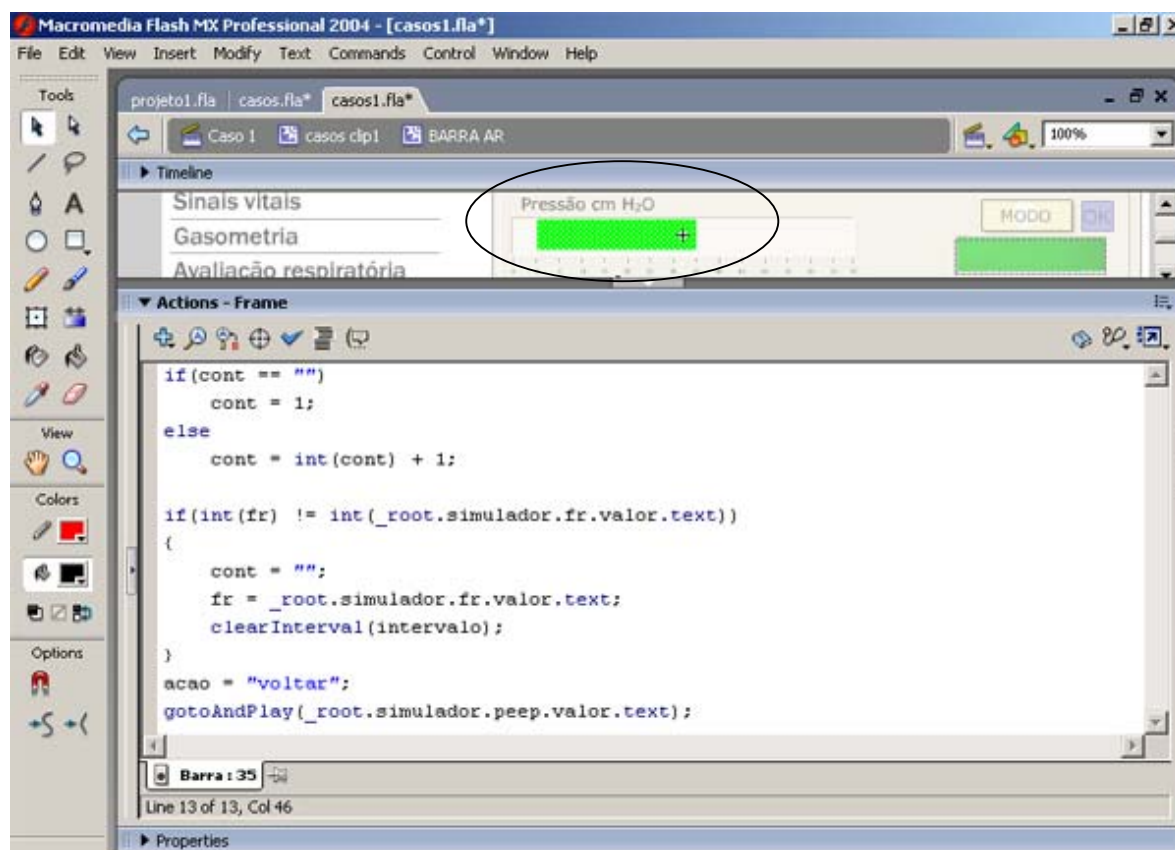 Macromedia Flash MX Professional 2004 - [casos1.fla*]
File Edit View Insert Modify Text Commands Control Window Help
Tools
projeto1.fla casos.fla* casos1.fla*
Caso 1 casos clip1 BARRA AR 100%
Timeline
Sinais vitais
Gasometria
Avaliação respiratória
Pressão cm H₂O
MODO OK
Actions - Frame
if(cont == "")
cont = 1;
else
cont = int(cont) + 1;
if(int(fr) != int(_root.simulador.fr.valor.text))
{
cont = "";
fr = _root.simulador.fr.valor.text;
clearInterval(intervalo);
}
acao = "voltar";
gotoAndPlay(_root.simulador.peep.valor.text);
View
Colors
Options
Barra : 35
Line 13 of 13, Col 46
Properties